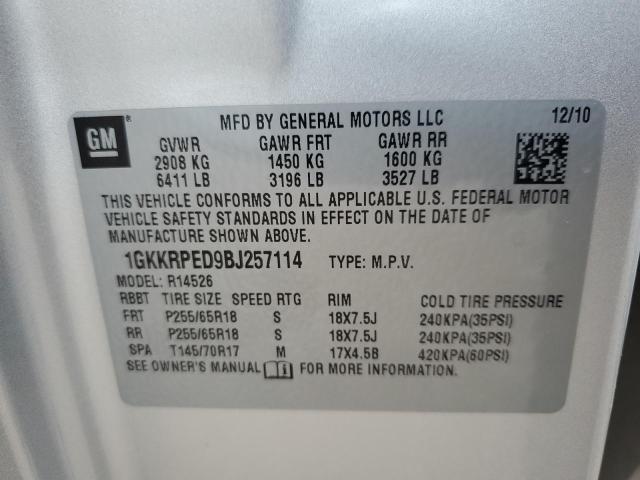 GM ®
MFD BY GENERAL MOTORS LLC 12/10
GVWR GAWR FRT GAWR RR
2908 KG 1450 KG 1600 KG
6411 LB 3196 LB 3527 LB
THIS VEHICLE CONFORMS TO ALL APPLICABLE U.S. FEDERAL MOTOR
VEHICLE SAFETY STANDARDS IN EFFECT ON THE DATE OF
MANUFACTURE SHOWN ABOVE.
1GKKRPED9BJ257114 TYPE: M.P.V.
MODEL: R14526
RBBT TIRE SIZE SPEED RTG RIM COLD TIRE PRESSURE
FRT P255/65R18 S 18X7.5J 240KPA(35PSI)
RR P255/65R18 S 18X7.5J 240KPA(35PSI)
SPA T145/70R17 M 17X4.5B 420KPA(60PSI)
SEE OWNER'S MANUAL i FOR MORE INFORMATION.